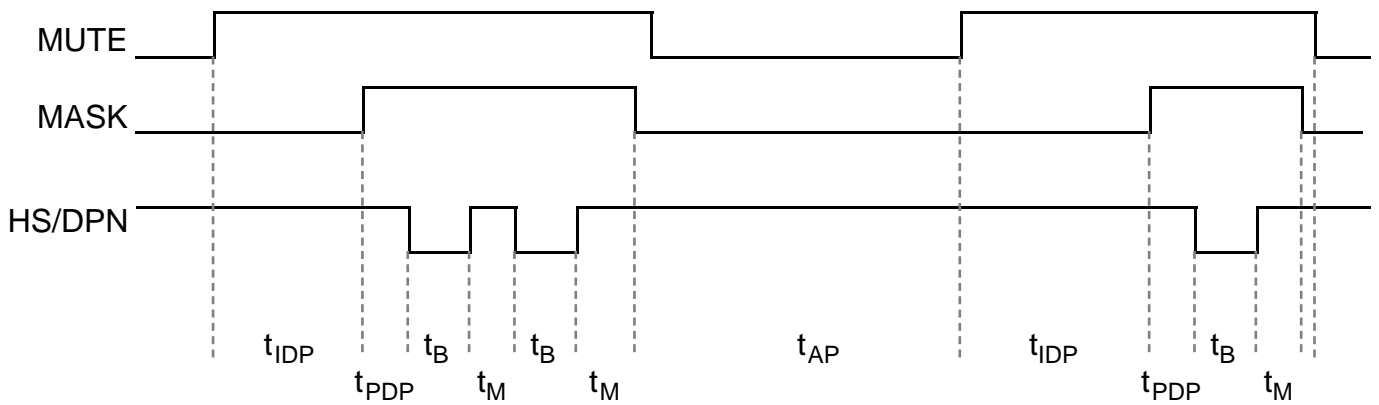 MUTE
MASK
HS/DPN
tIDP tB tB tAP tIDP tB
tPDP tM tM tPDP tM